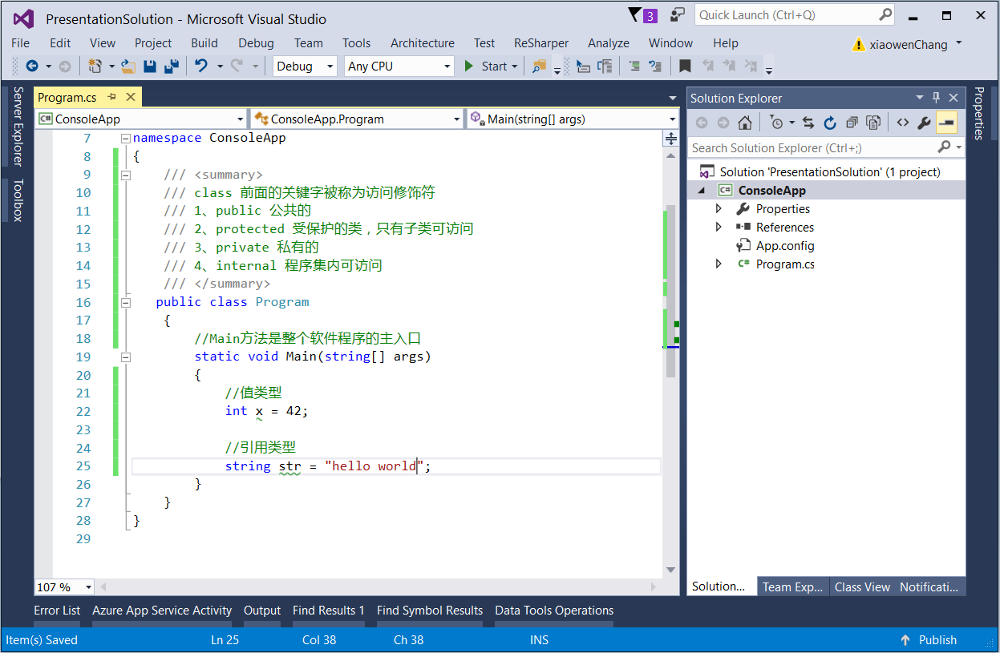 PresentationSolution - Microsoft Visual Studio
3
Quick Launch (Ctrl+Q)
File Edit View Project Build Debug Team Tools Architecture Test ReSharper Analyze Window Help
xiaowenChang
Debug Any CPU Start
Server Explorer
Toolbox
Program.cs
C# ConsoleApp ConsoleApp.Program Main(string[] args)
7 namespace ConsoleApp
8 {
9 /// <summary>
10 /// class 前面的关键字被称为访问修饰符
11 /// 1、public 公共的
12 /// 2、protected 受保护的类，只有子类可访问
13 /// 3、private 私有的
14 /// 4、internal 程序集内可访问
15 /// </summary>
16 public class Program
17 {
18 //Main方法是整个软件程序的主入口
19 static void Main(string[] args)
20 {
21 //值类型
22 int x = 42;
23
24 //引用类型
25 string str = "hello world";
26 }
27 }
28 }
29
107 %
Solution Explorer
Search Solution Explorer (Ctrl+;)
Solution 'PresentationSolution' (1 project)
C# ConsoleApp
Properties
References
App.config
C# Program.cs
Solution... Team Exp... Class View Notificati...
Properties
Error List Azure App Service Activity Output Find Results 1 Find Symbol Results Data Tools Operations
Item(s) Saved Ln 25 Col 38 Ch 38 INS Publish